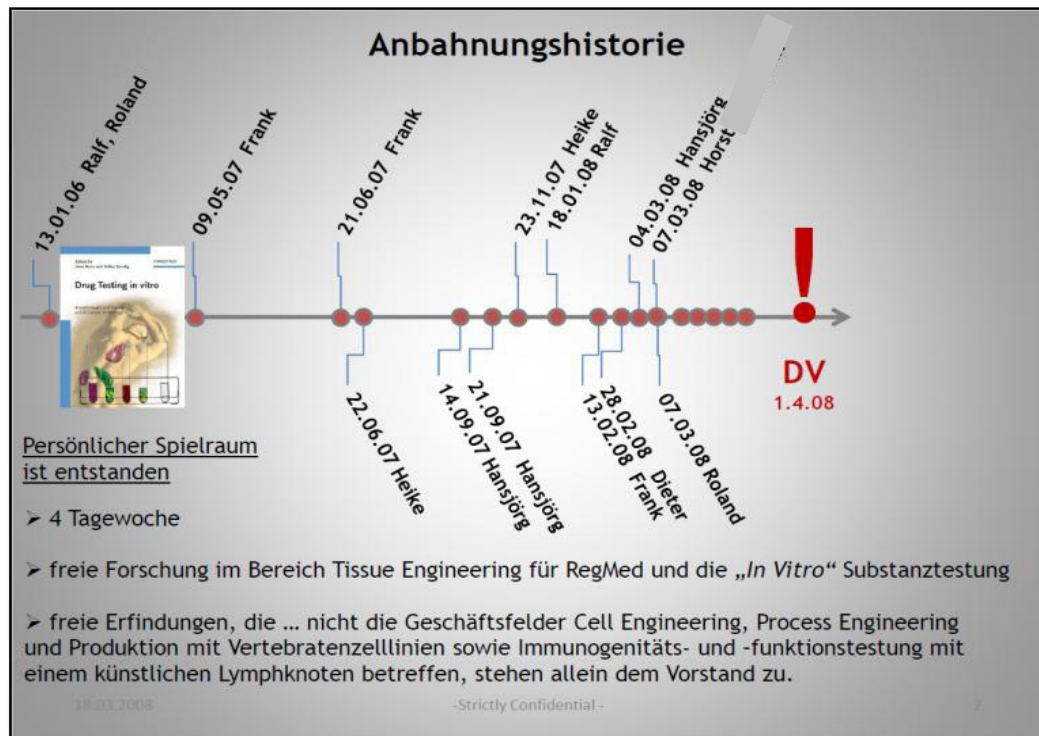 Anbahnungshistorie
13.01.06 Ralf, Roland
09.05.07 Frank
21.06.07 Frank
23.11.07 Heike
18.01.08 Ralf
04.03.08 Hansjörg
07.03.08 Horst
Drug Testing in vitro
22.06.07 Heike
14.09.07 Hansjörg
21.09.07 Hansjörg
13.02.08 Frank
28.02.08 Dieter
07.03.08 Roland
DV
1.4.08
Persönlicher Spielraum
ist entstanden
➢ 4 Tagewoche
➢ freie Forschung im Bereich Tissue Engineering für RegMed und die „In Vitro“ Substanztestung
➢ freie Erfindungen, die … nicht die Geschäftsfelder Cell Engineering, Process Engineering
und Produktion mit Vertebratenzelllinien sowie Immunogenitäts- und -funktionstestung mit
einem künstlichen Lymphknoten betreffen, stehen allein dem Vorstand zu.
18.03.2008
-Strictly Confidential -
2